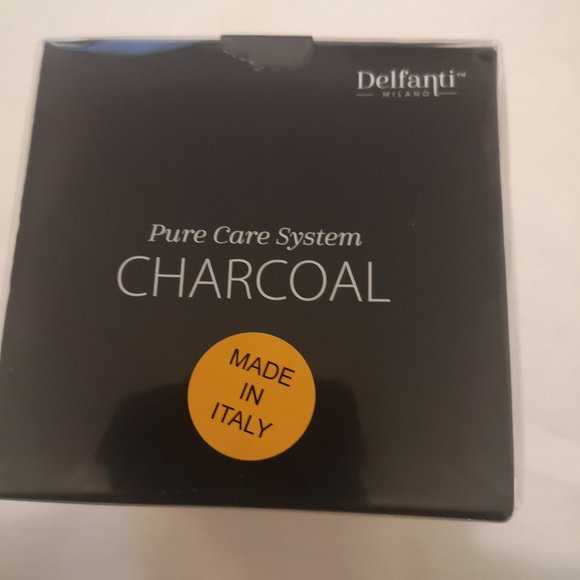 Delfanti™
MILANO
Pure Care System
CHARCOAL
MADE
IN
ITALY